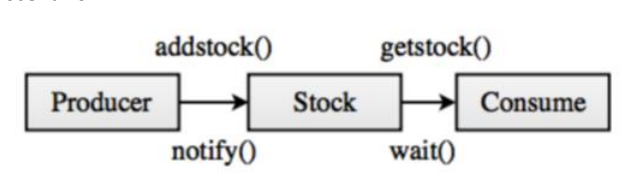 addstock() getstock()
Producer Stock Consume
notify() wait()